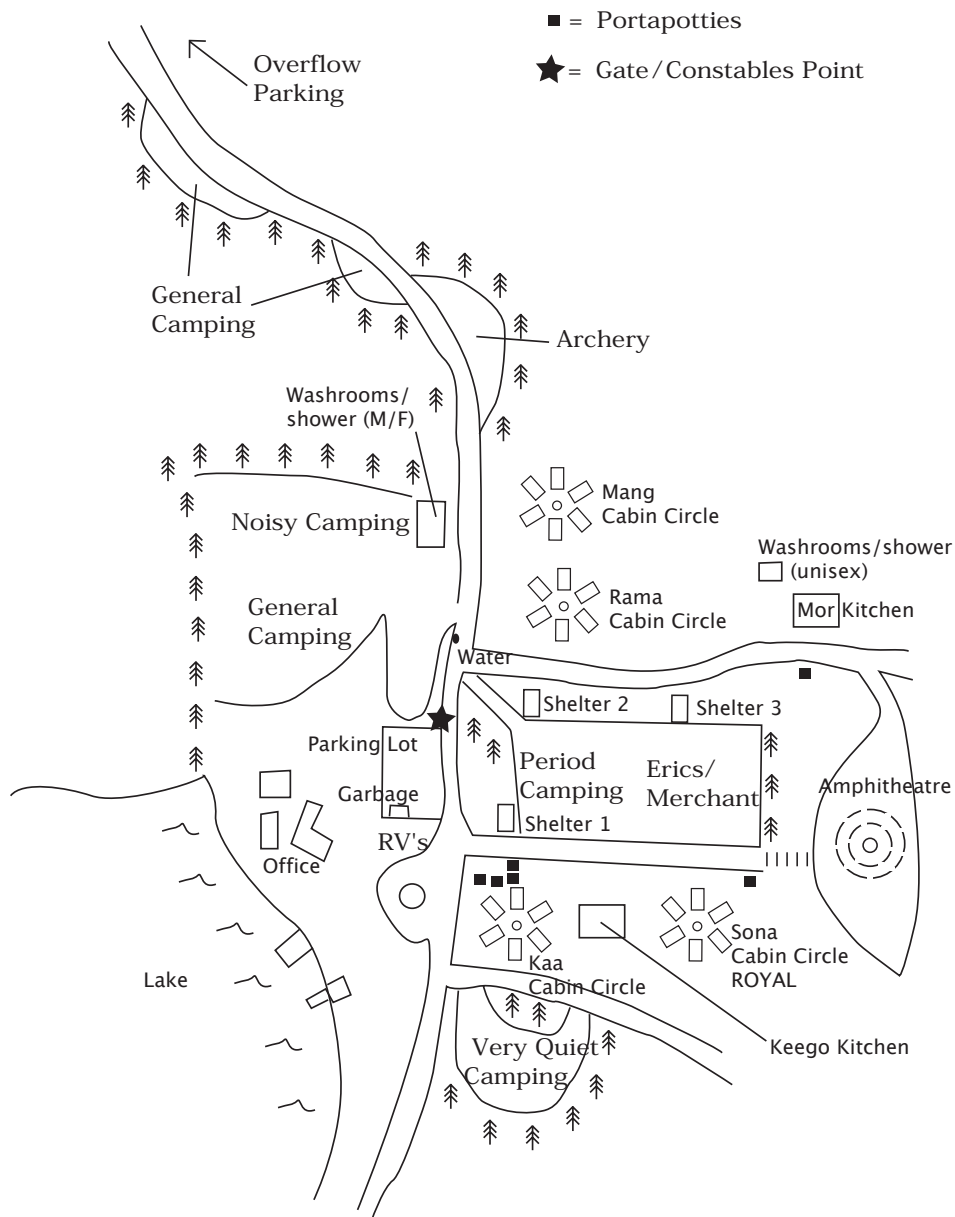 = Portapotties
= Gate/Constables Point
Overflow
Parking
General
Camping
Archery
Washrooms/
shower (M/F)
Noisy Camping
Mang
Cabin Circle
Washrooms/shower
(unisex)
Rama
Cabin Circle
Mor Kitchen
General
Camping
Water
Shelter 2
Shelter 3
Parking Lot
Period
Camping
Erics/
Merchant
Amphitheatre
Garbage
Shelter 1
RV's
Office
Sona
Cabin Circle
ROYAL
Kaa
Cabin Circle
Lake
Keego Kitchen
Very Quiet
Camping